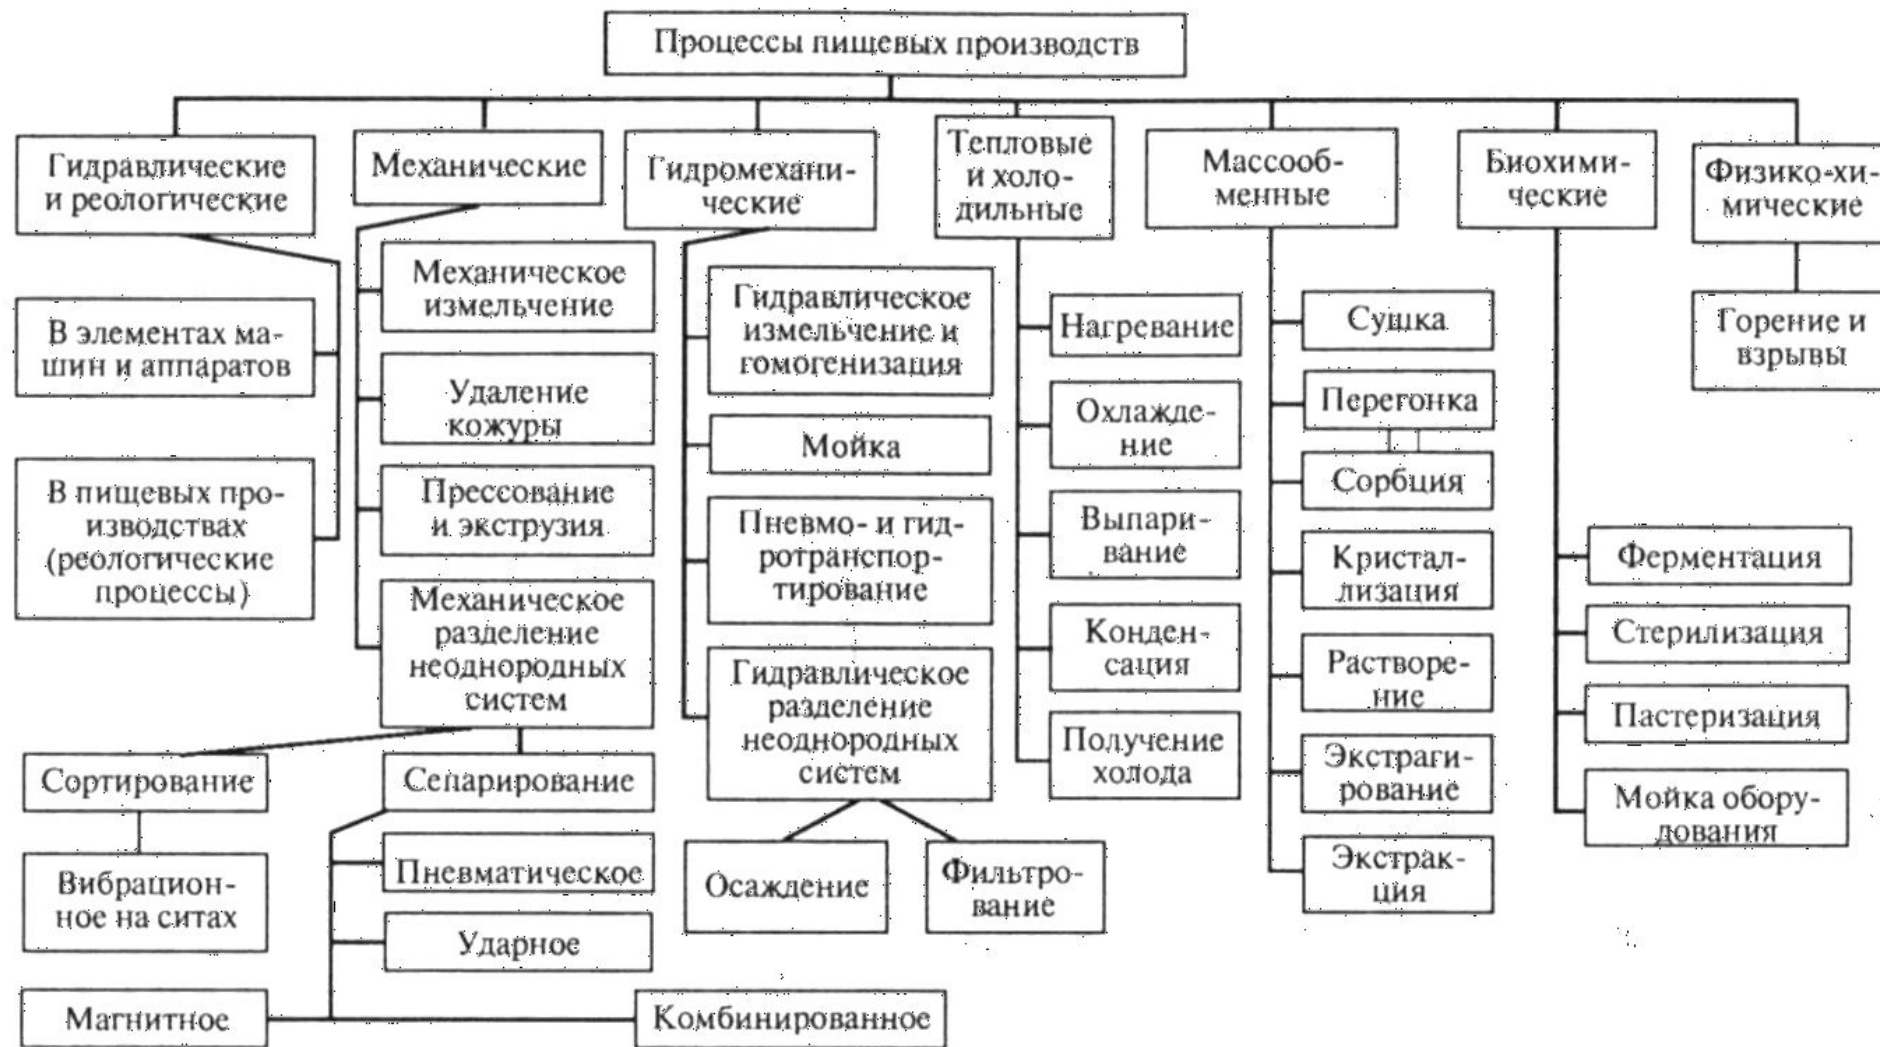 Процессы пищевых производств
Гидравлические
и реологические
В элементах ма-
шин и аппаратов
В пищевых про-
изводствах
(реологические
процессы)
Механические
Механическое
измельчение
Удаление
кожуры
Прессование
и экструзия
Механическое
разделение
неоднородных
систем
Сортирование
Вибрацион-
ное на ситах
Сепарирование
Пневматическое
Ударное
Магнитное
Комбинированное
Гидромехани-
ческие
Гидравлическое
измельчение и
гомогенизация
Мойка
Пневмо- и гид-
ротранспор-
тирование
Гидравлическое
разделение
неоднородных
систем
Осаждение
Фильтро-
вание
Тепловые
и холо-
дильные
Нагревание
Охлажде-
ние
Выпари-
вание
Конден-
сация
Получение
холода
Массооб-
менные
Сушка
Перегонка
Сорбция
Кристал-
лизация
Растворе-
ние
Экстраги-
рование
Экстрак-
ция
Биохими-
ческие
Ферментация
Стерилизация
Пастеризация
Мойка обору-
дования
Физико-хи-
мические
Горение и
взрывы